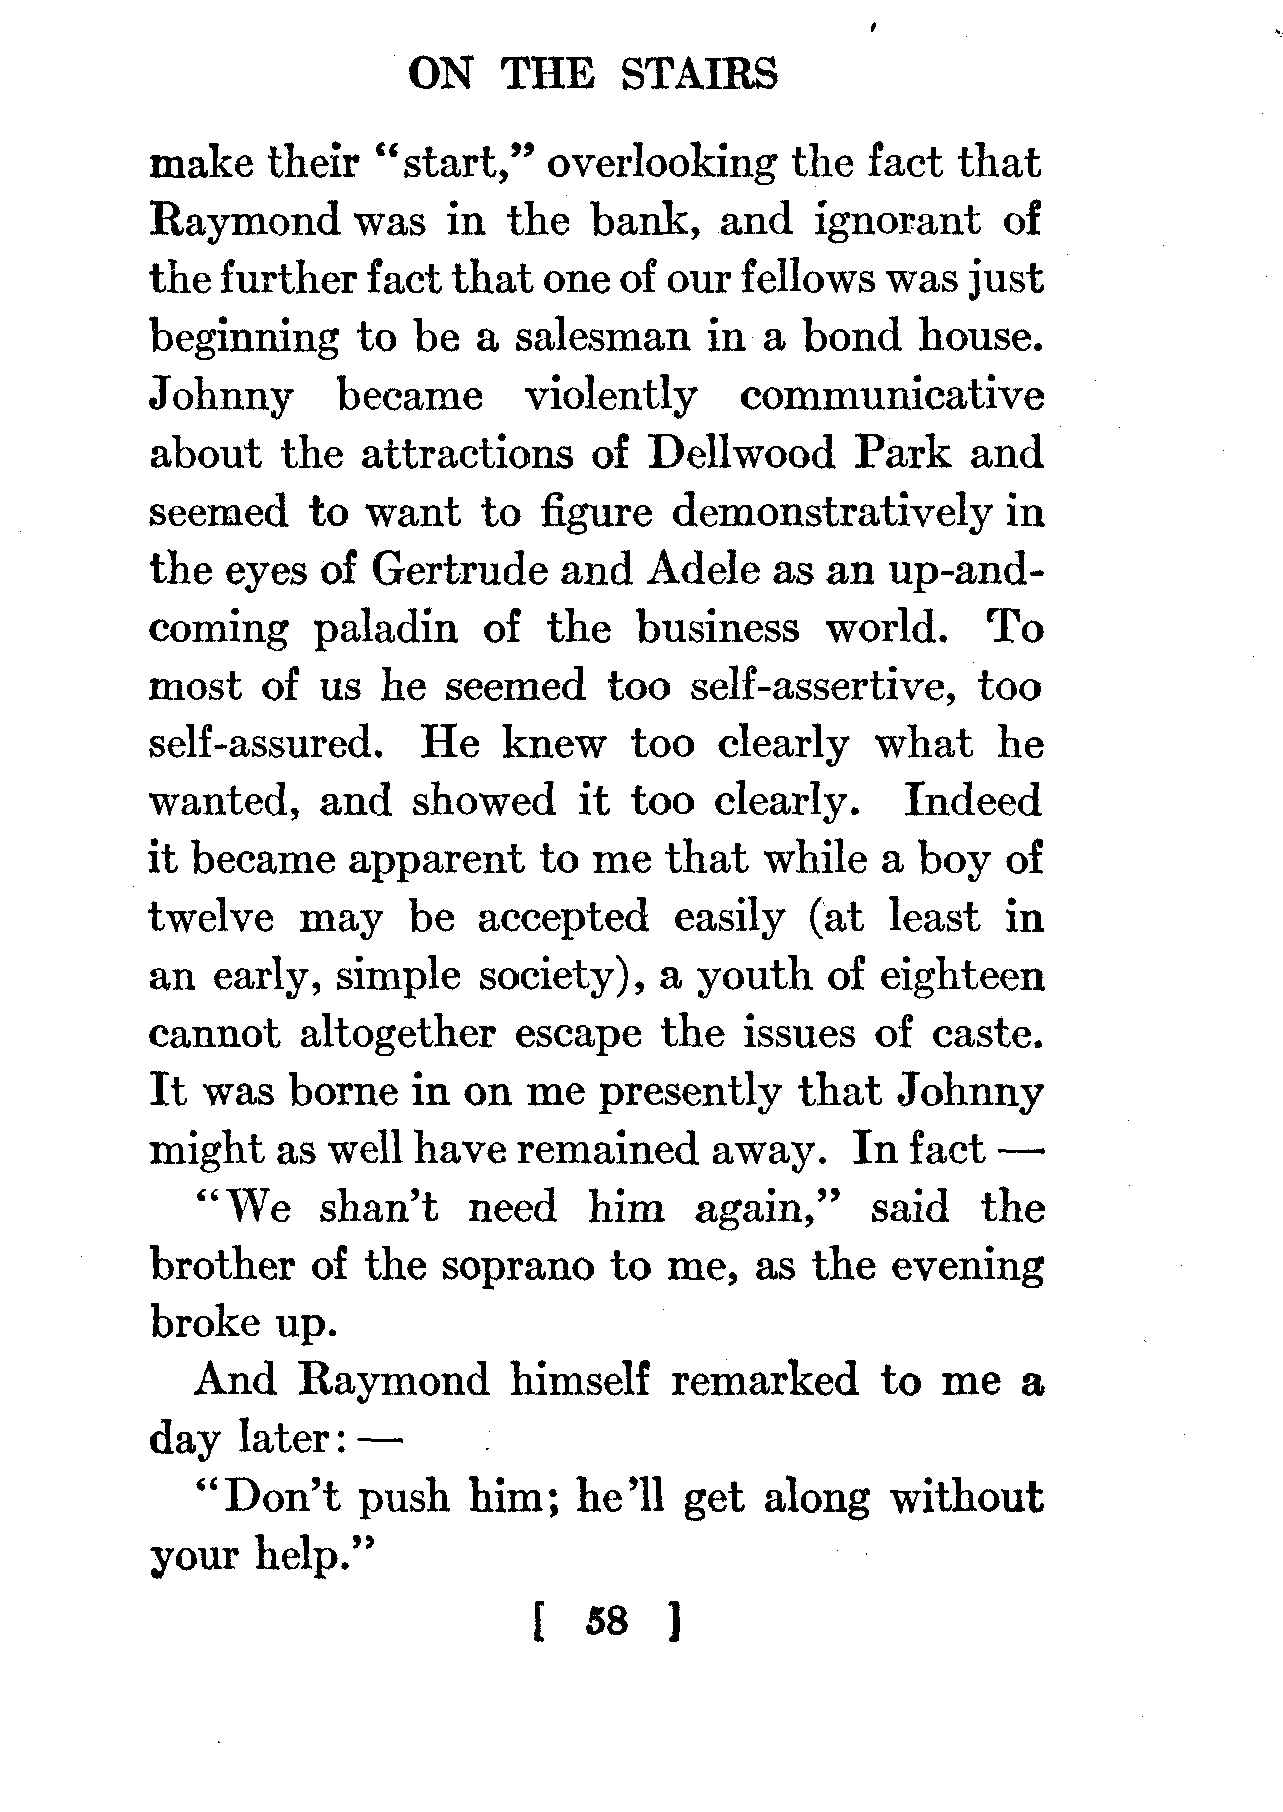 ON THE STAIRS
make their "start," overlooking the fact that
Raymond was in the bank, and ignorant of
the further fact that one of our fellows was just
beginning to be a salesman in a bond house.
Johnny became violently communicative
about the attractions of Dellwood Park and
seemed to want to figure demonstratively in
the eyes of Gertrude and Adele as an up-and-
coming paladin of the business world. To
most of us he seemed too self-assertive, too
self-assured. He knew too clearly what he
wanted, and showed it too clearly. Indeed
it became apparent to me that while a boy of
twelve may be accepted easily (at least in
an early, simple society), a youth of eighteen
cannot altogether escape the issues of caste.
It was borne in on me presently that Johnny
might as well have remained away. In fact —
"We shan't need him again," said the
brother of the soprano to me, as the evening
broke up.
And Raymond himself remarked to me a
day later: —
"Don't push him; he'll get along without
your help."
[ 58 ]